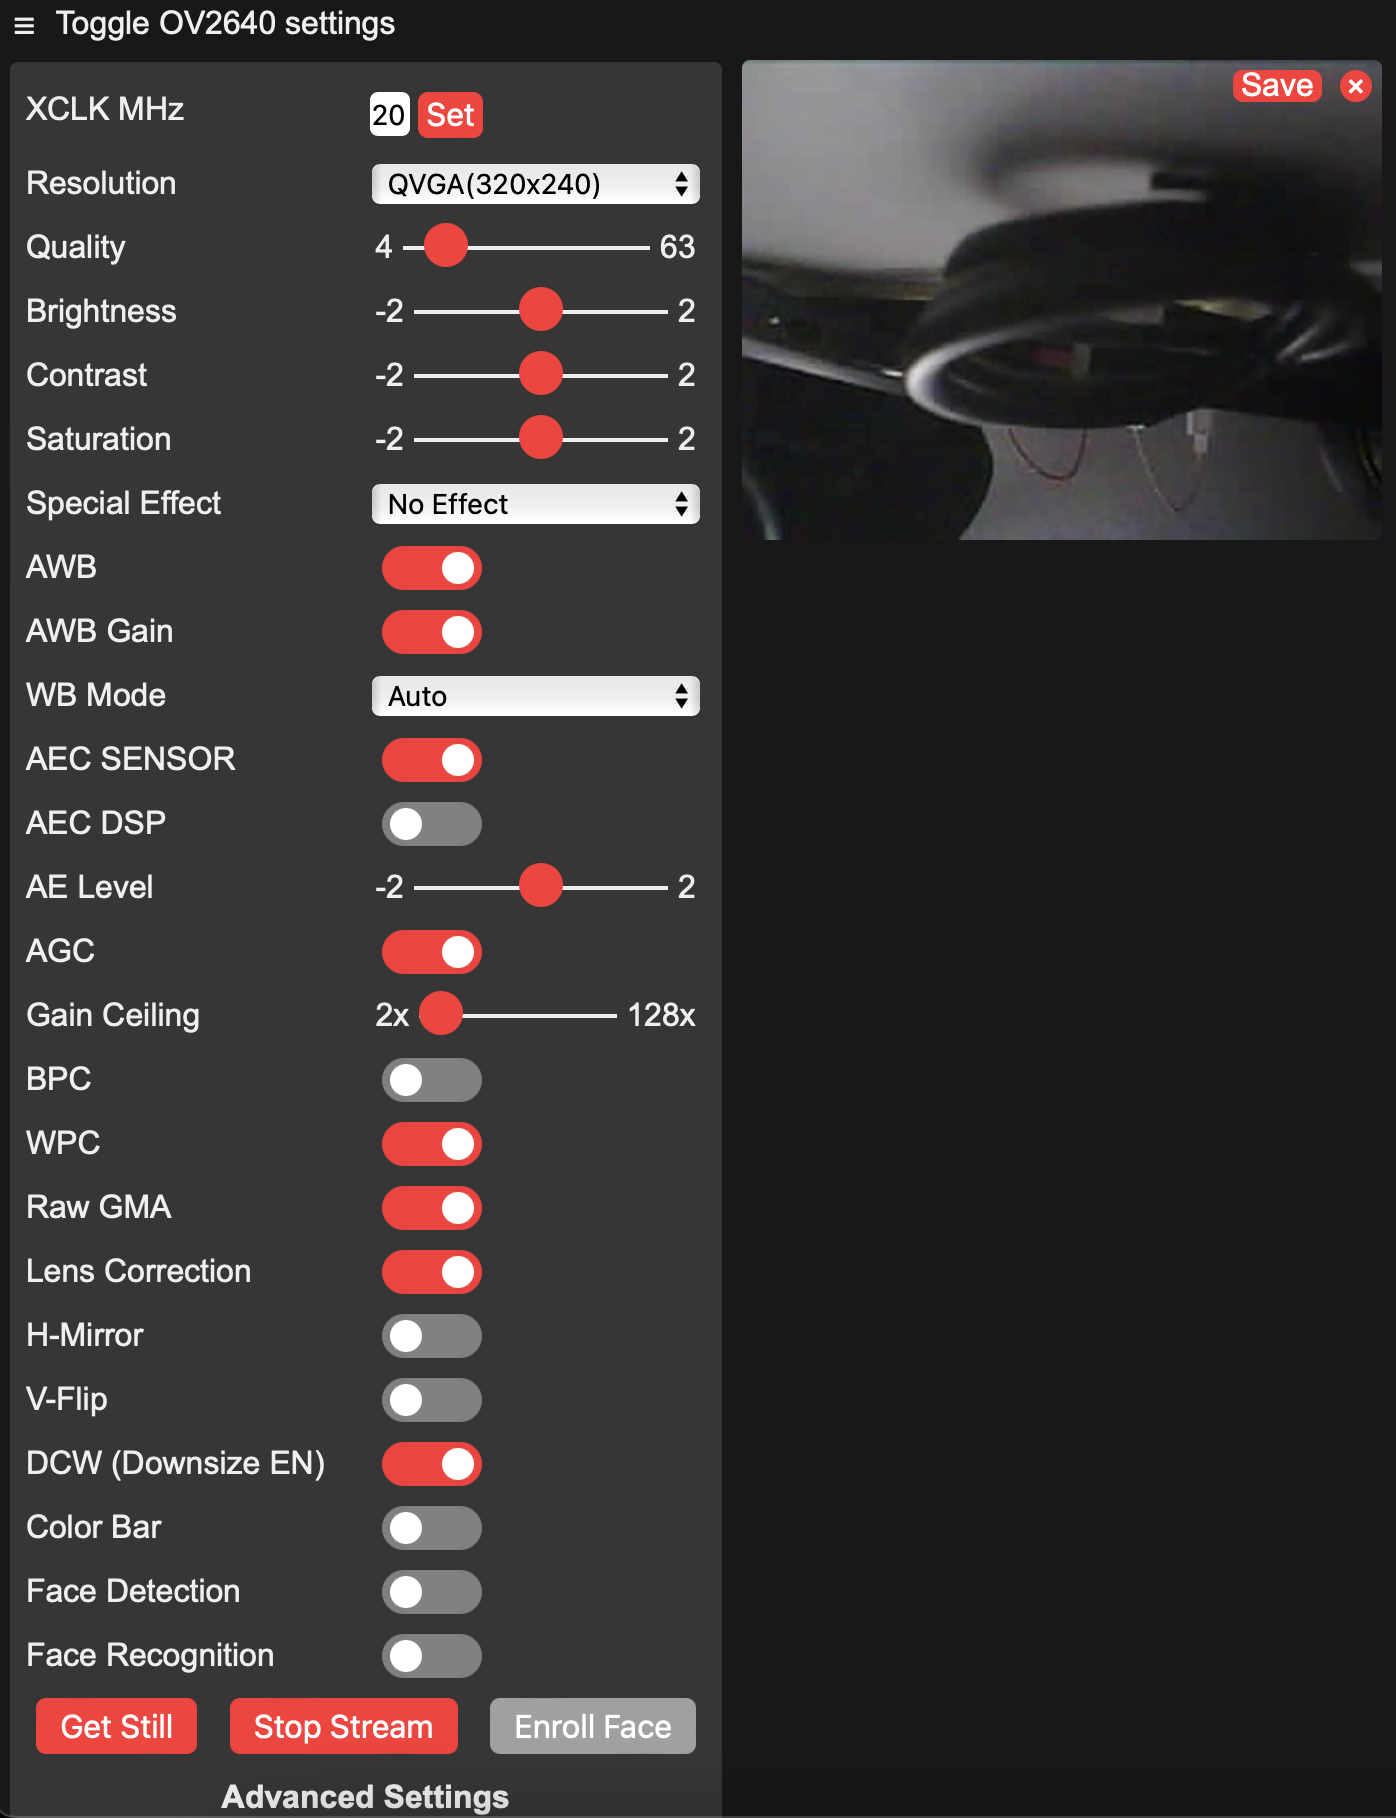 Toggle OV2640 settings
Save
XCLK MHz 20 Set
Resolution QVGA(320x240)
Quality 4 63
Brightness -2 2
Contrast -2 2
Saturation -2 2
Special Effect No Effect
AWB
AWB Gain
WB Mode Auto
AEC SENSOR
AEC DSP
AE Level -2 2
AGC
Gain Ceiling 2x 128x
BPC
WPC
Raw GMA
Lens Correction
H-Mirror
V-Flip
DCW (Downsize EN)
Color Bar
Face Detection
Face Recognition
Get Still Stop Stream Enroll Face
Advanced Settings